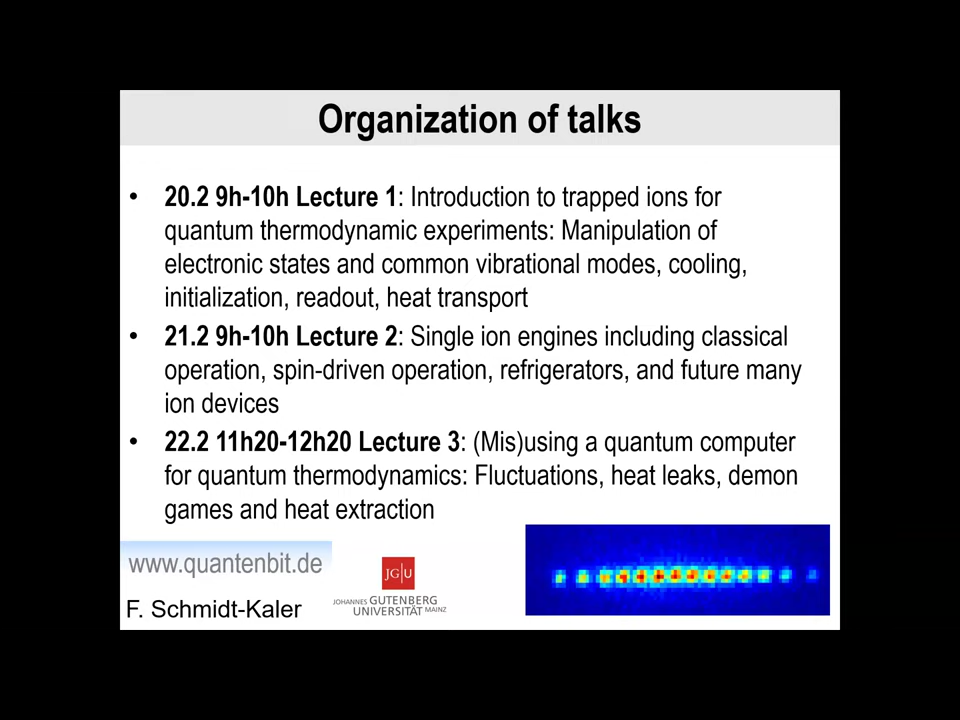 Organization of talks
• 20.2 9h-10h Lecture 1: Introduction to trapped ions for
quantum thermodynamic experiments: Manipulation of
electronic states and common vibrational modes, cooling,
initialization, readout, heat transport
• 21.2 9h-10h Lecture 2: Single ion engines including classical
operation, spin-driven operation, refrigerators, and future many
ion devices
• 22.2 11h20-12h20 Lecture 3: (Mis)using a quantum computer
for quantum thermodynamics: Fluctuations, heat leaks, demon
games and heat extraction
www.quantenbit.de
F. Schmidt-Kaler
JG|U
JOHANNES GUTENBERG
UNIVERSITÄT MAINZ